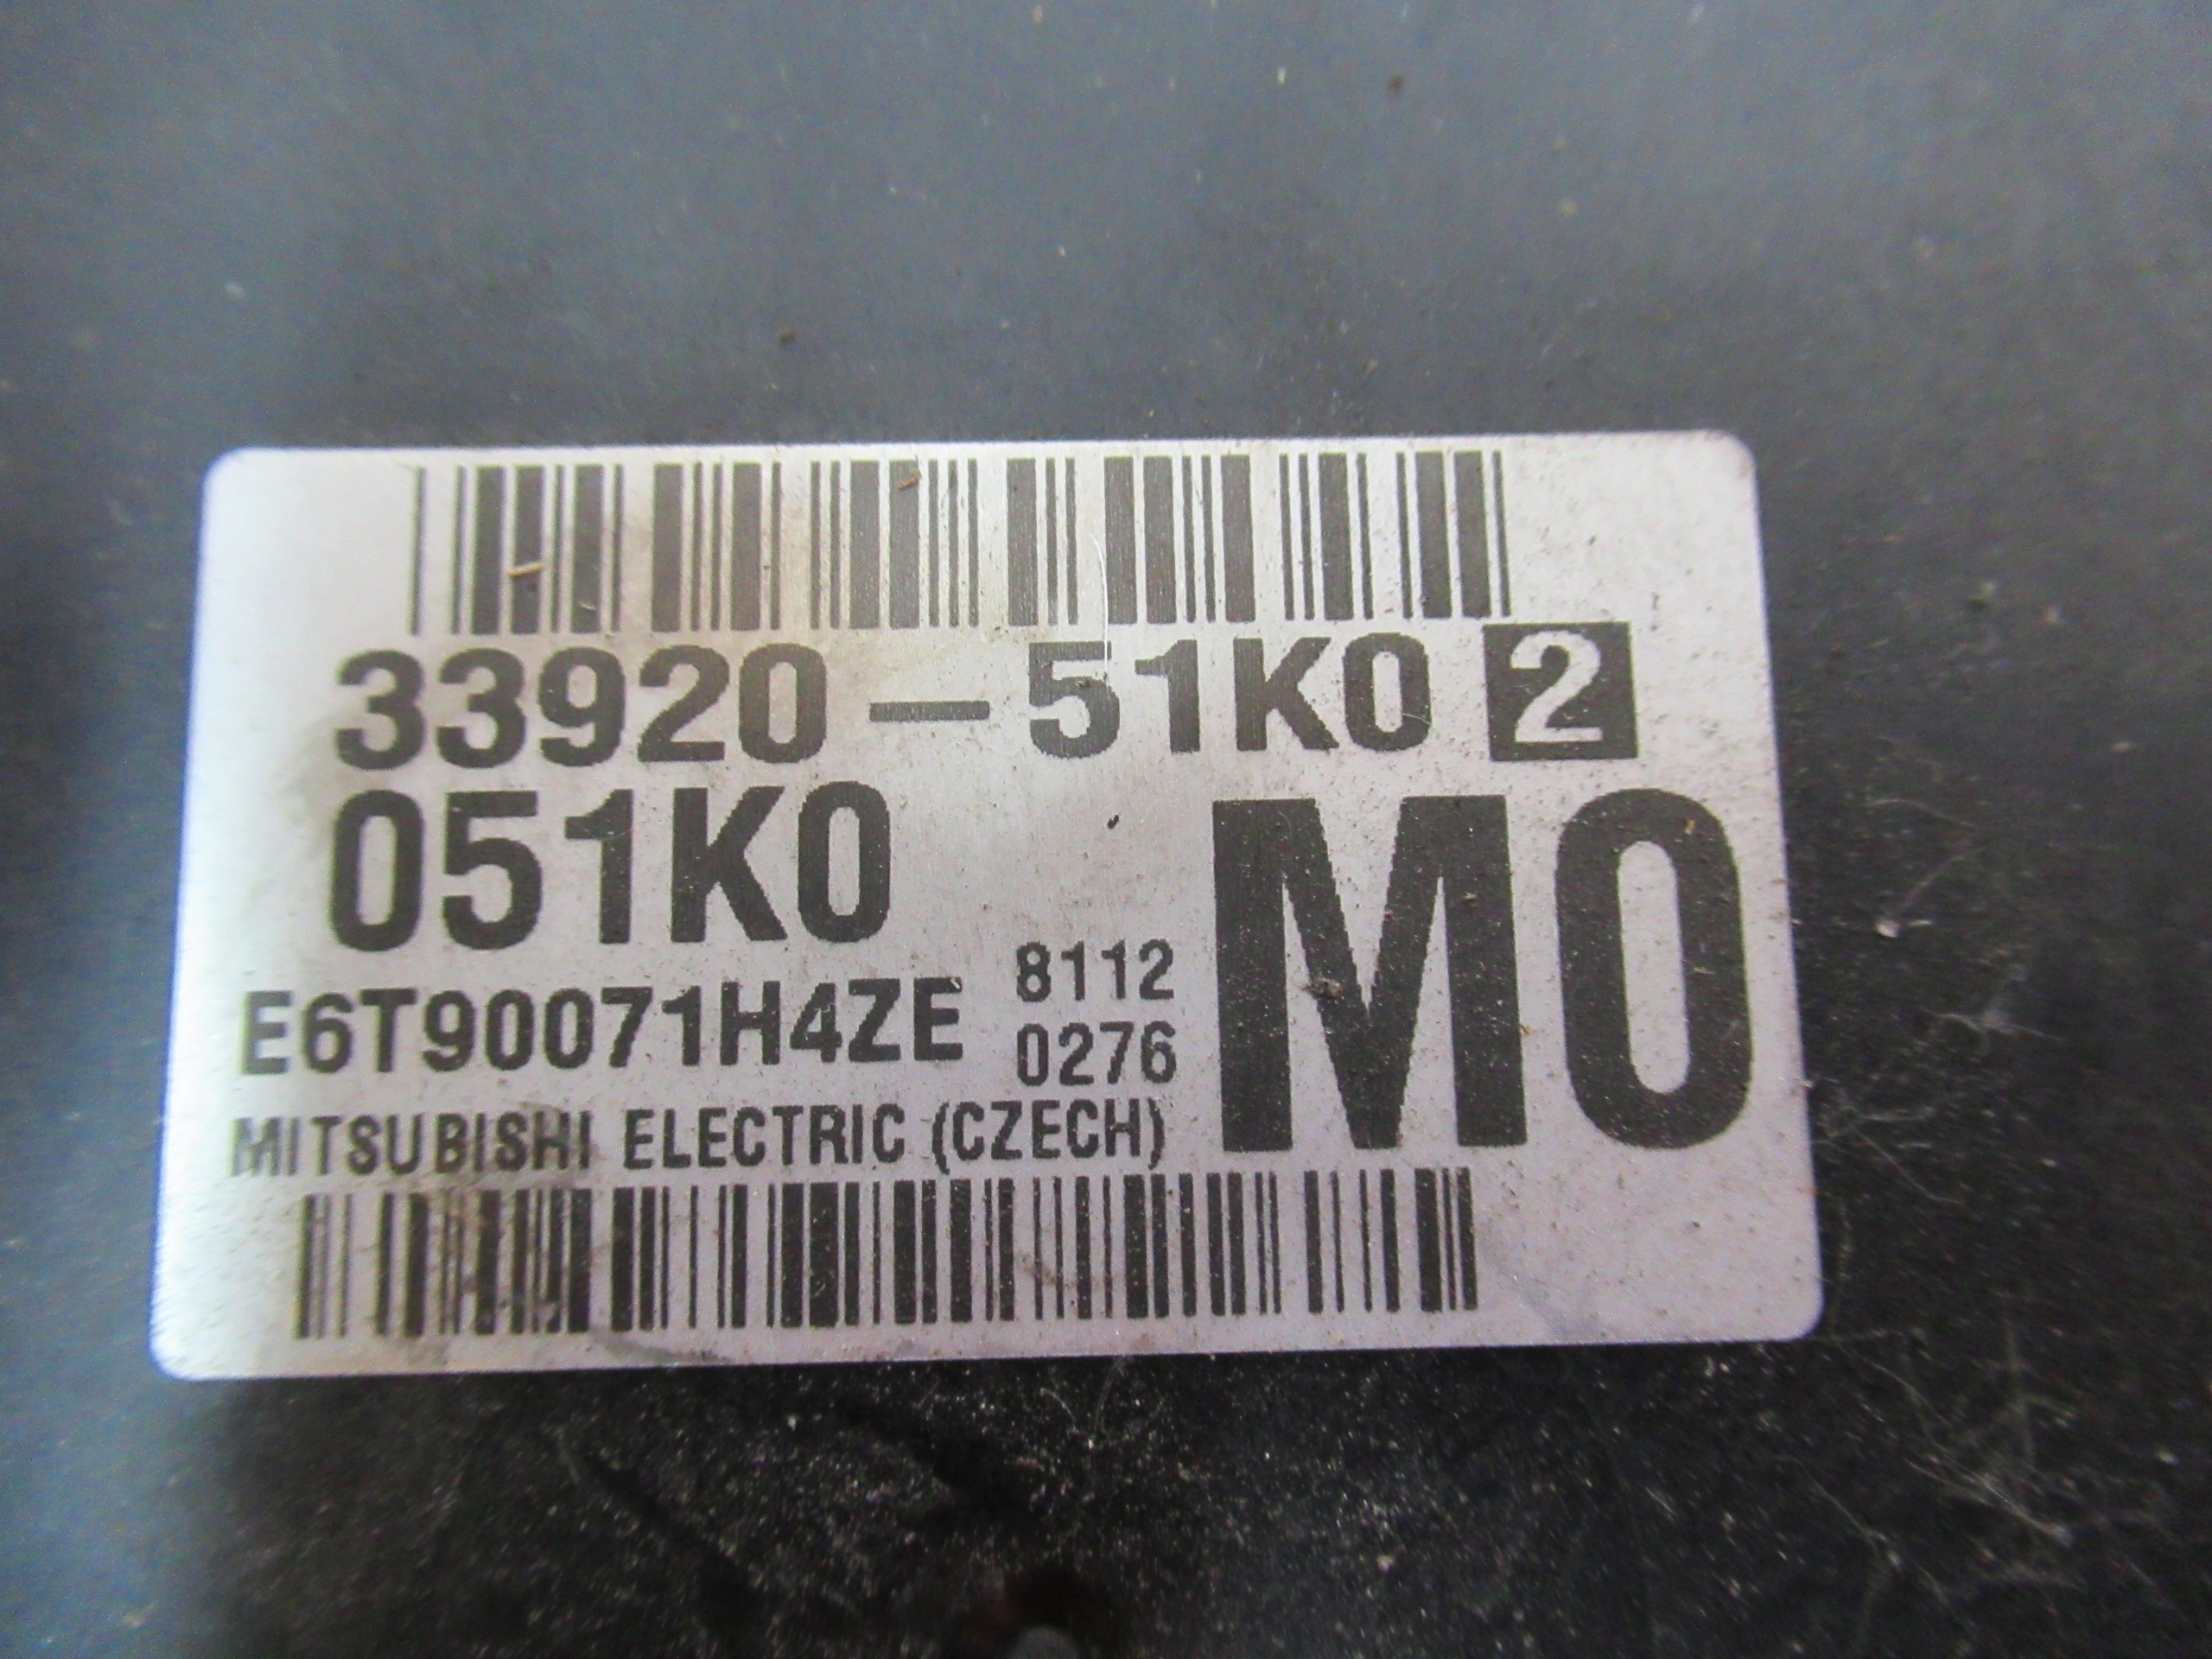 33920-51K0 2
051K0
M0
E6T90071H4ZE
8112
0276
MITSUBISHI ELECTRIC (CZECH)